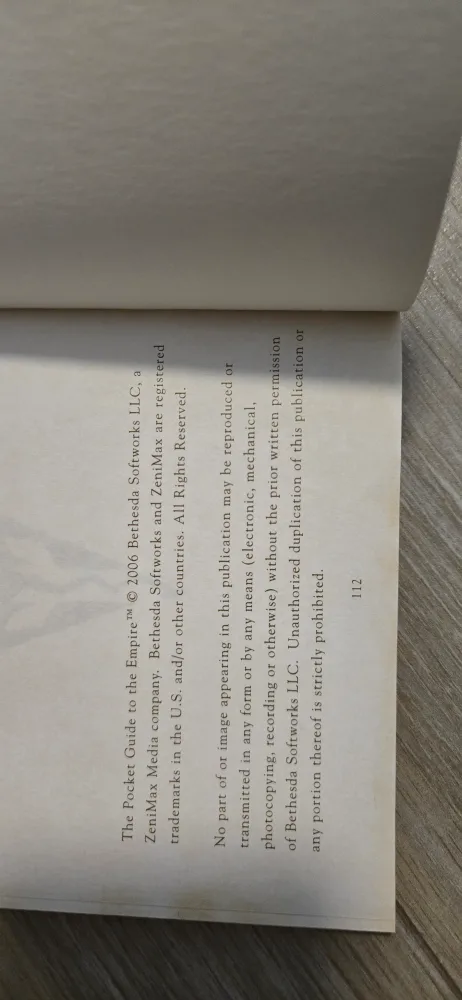 The Pocket Guide to the Empire™ © 2006 Bethesda Softworks LLC, a
ZeniMax Media company. Bethesda Softworks and ZeniMax are registered
trademarks in the U.S. and/or other countries. All Rights Reserved.
No part of or image appearing in this publication may be reproduced or
transmitted in any form or by any means (electronic, mechanical,
photocopying, recording or otherwise) without the prior written permission
of Bethesda Softworks LLC. Unauthorized duplication of this publication or
any portion thereof is strictly prohibited.
112